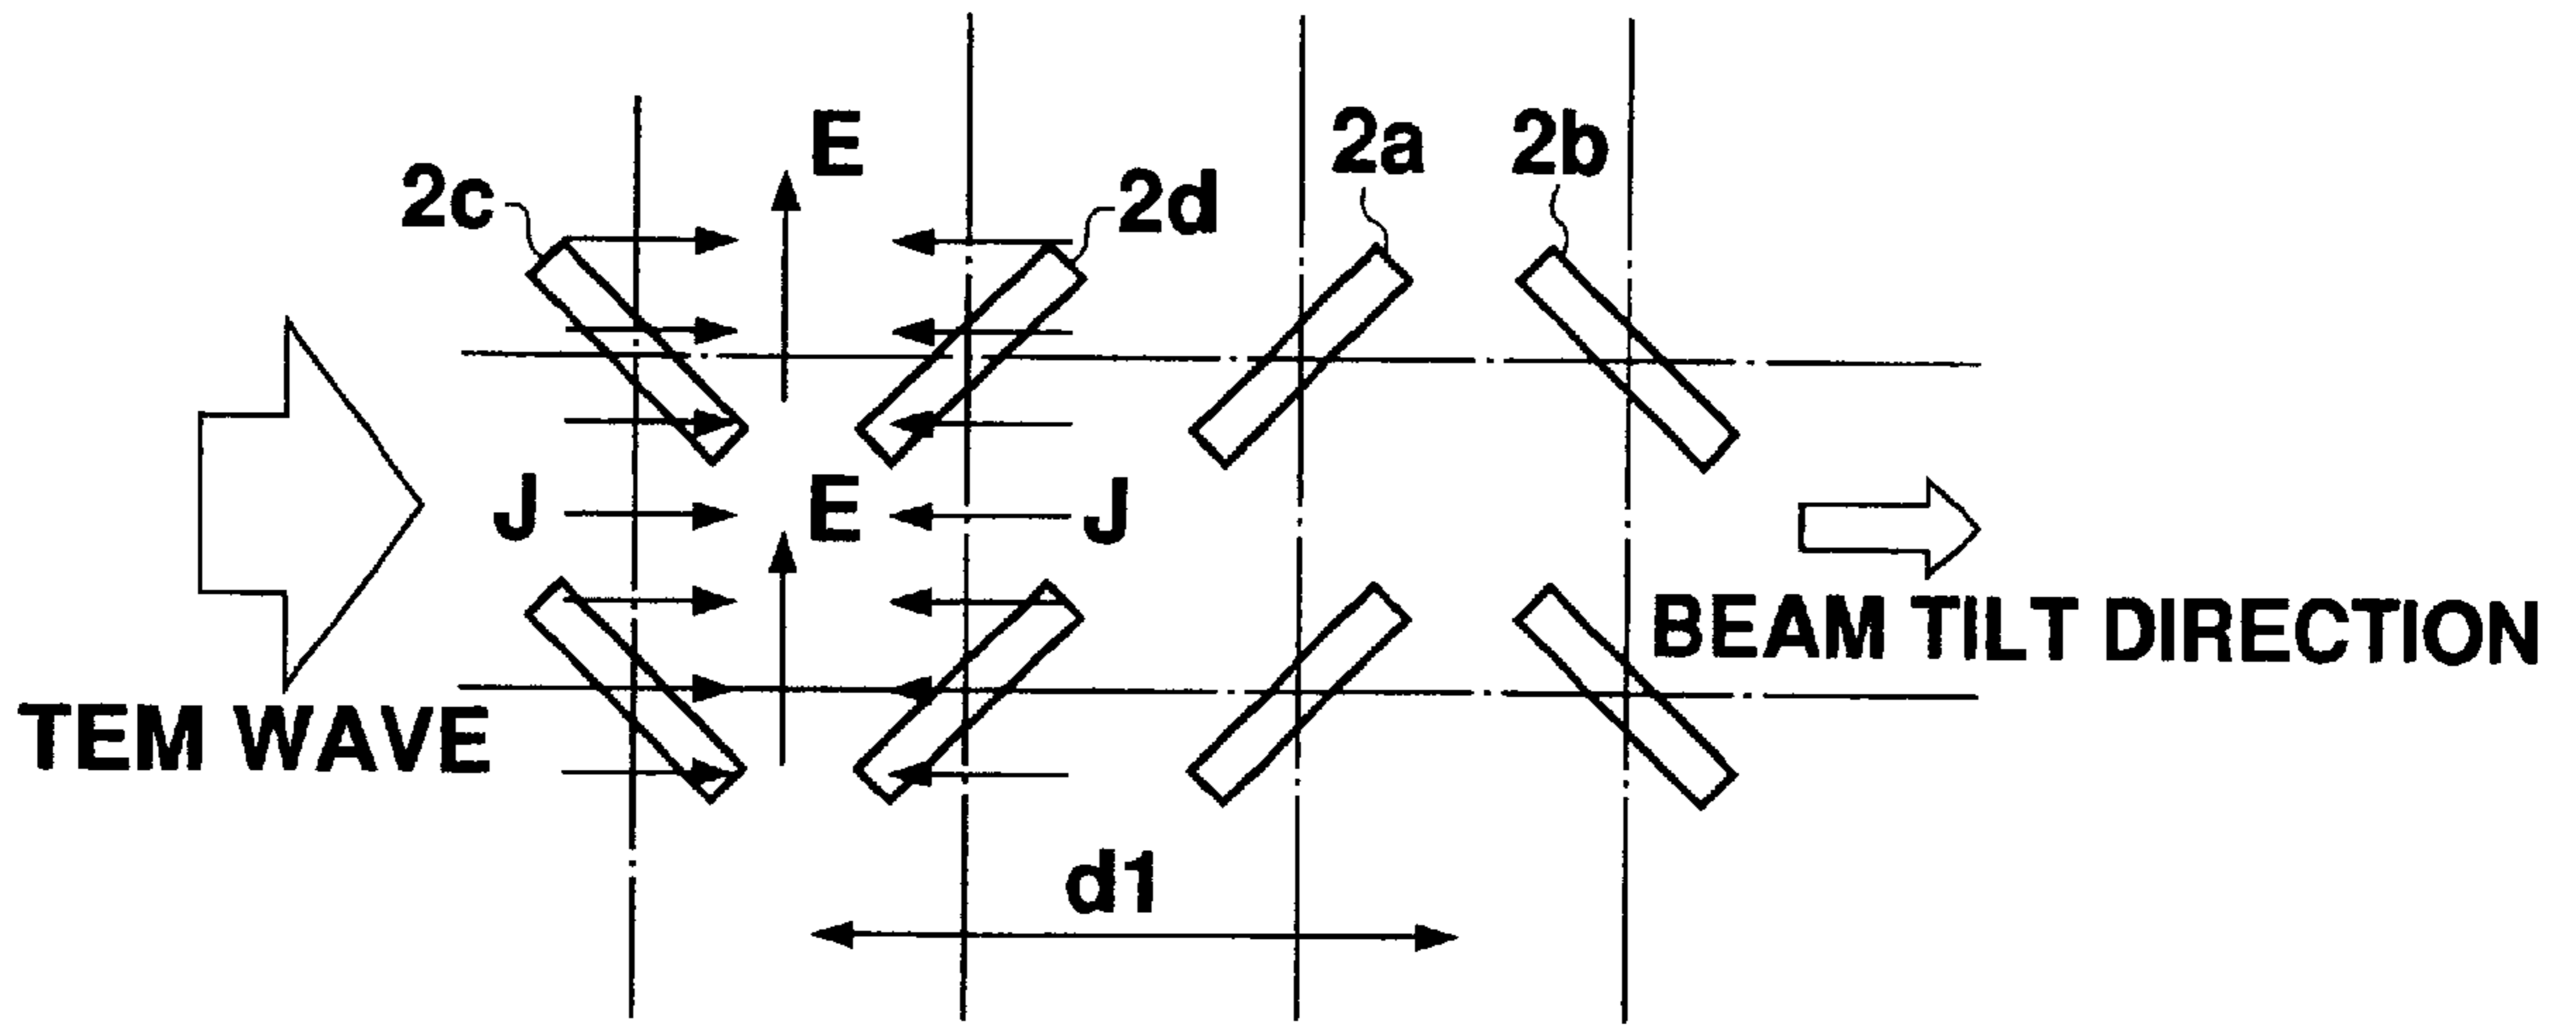 E
2a
2b
2c
2d
J
E
J
BEAM TILT DIRECTION
TEM WAVE
d1